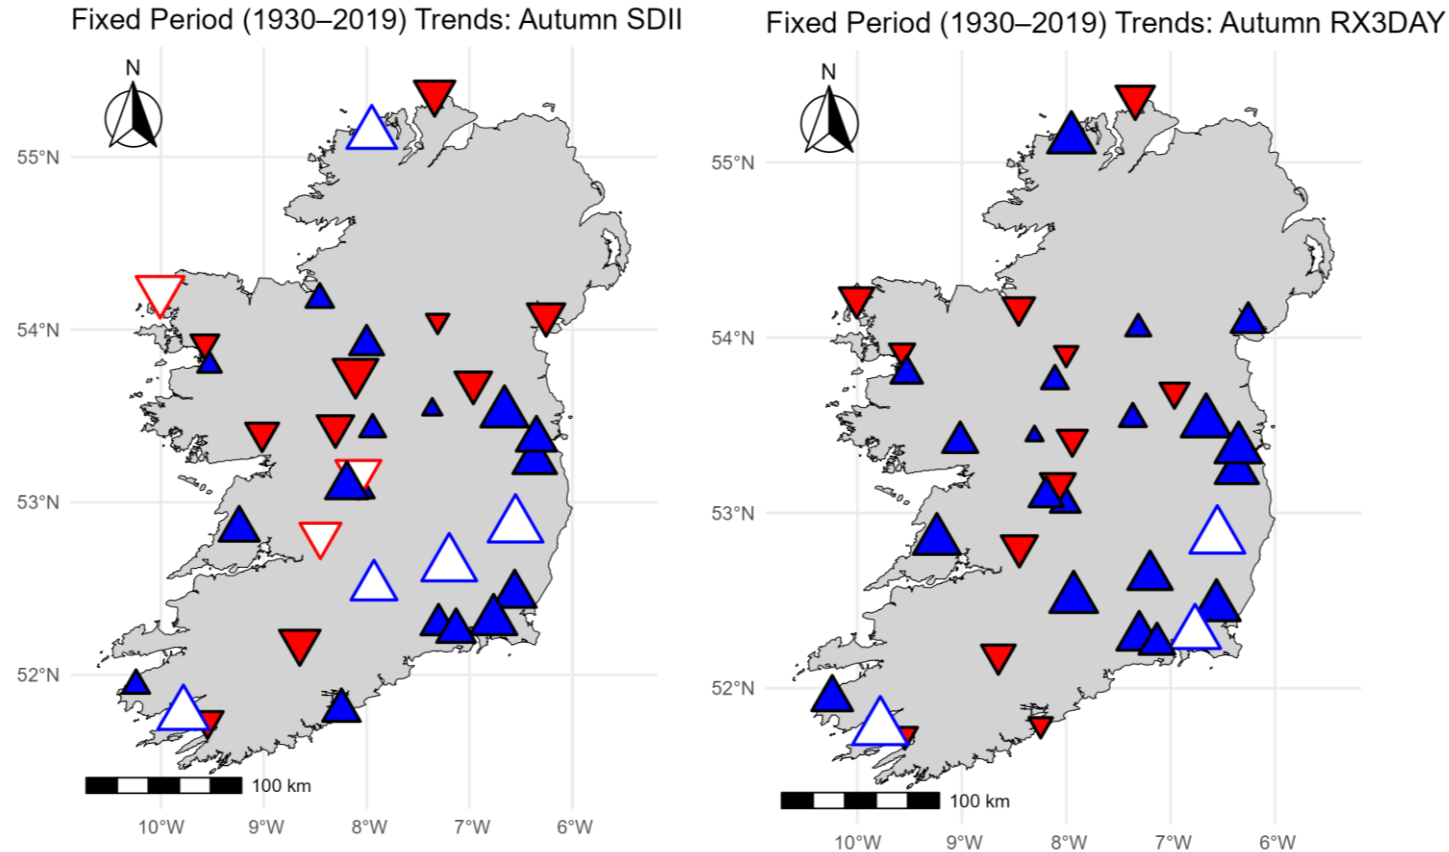 Fixed Period (1930–2019) Trends: Autumn SDII
N
55°N
54°N
53°N
52°N
100 km
10°W 9°W 8°W 7°W 6°W
Fixed Period (1930–2019) Trends: Autumn RX3DAY
N
55°N
54°N
53°N
52°N
100 km
10°W 9°W 8°W 7°W 6°W